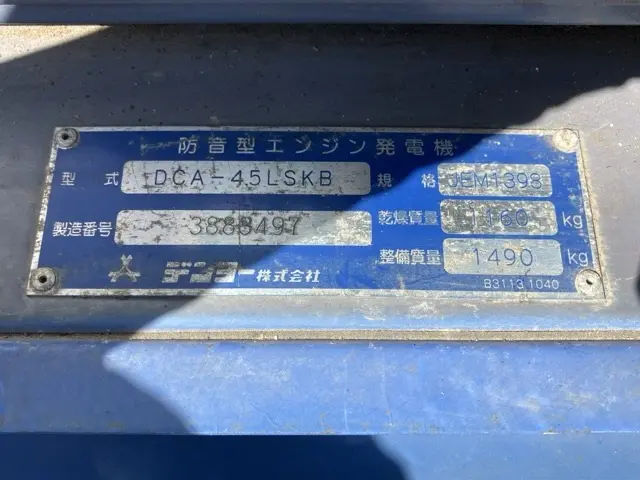 防音型エンジン発電機
型式 DCA-45LSKB 規格 JEM1398
製造番号 3888497 乾燥質量 1160 kg
整備質量 1490 kg
デンヨー株式会社
B3113 1040